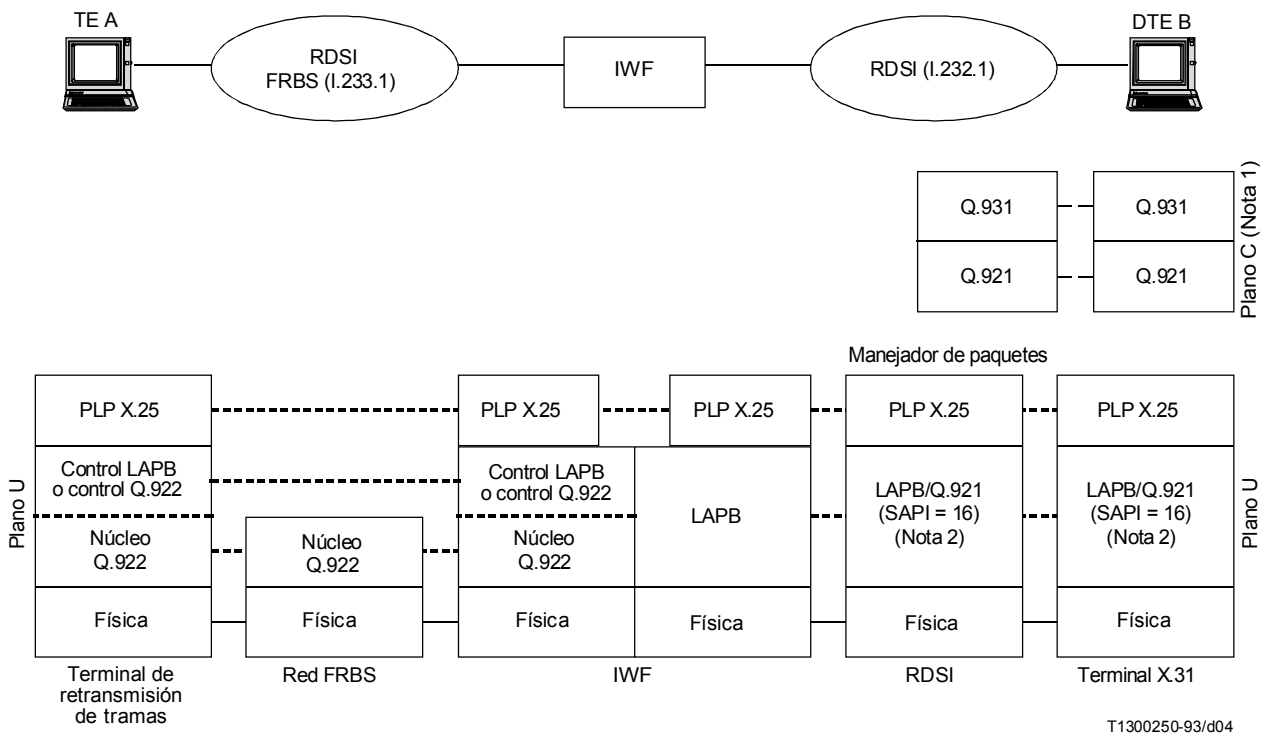 TE A
DTE B
RDSI
FRBS (I.233.1)
IWF
RDSI (I.232.1)
Q.931
Q.931
Q.921
Q.921
Plano C (Nota 1)
Manejador de paquetes
PLP X.25
PLP X.25
PLP X.25
PLP X.25
PLP X.25
Control LAPB
o control Q.922
Control LAPB
o control Q.922
LAPB
LAPB/Q.921
(SAPI = 16)
(Nota 2)
LAPB/Q.921
(SAPI = 16)
(Nota 2)
Plano U
Plano U
Núcleo
Q.922
Núcleo
Q.922
Núcleo
Q.922
Física
Física
Física
Física
Física
Física
Terminal de
retransmisión
de tramas
Red FRBS
IWF
RDSI
Terminal X.31
T1300250-93/d04